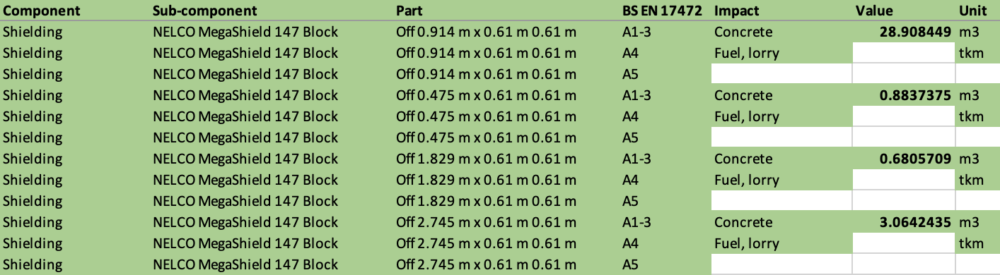 Component Sub-component Part BS EN 17472 Impact Value Unit
Shielding NELCO MegaShield 147 Block Off 0.914 m x 0.61 m 0.61 m A1-3 Concrete 28.908449 m3
Shielding NELCO MegaShield 147 Block Off 0.914 m x 0.61 m 0.61 m A4 Fuel, lorry tkm
Shielding NELCO MegaShield 147 Block Off 0.914 m x 0.61 m 0.61 m A5
Shielding NELCO MegaShield 147 Block Off 0.475 m x 0.61 m 0.61 m A1-3 Concrete 0.8837375 m3
Shielding NELCO MegaShield 147 Block Off 0.475 m x 0.61 m 0.61 m A4 Fuel, lorry tkm
Shielding NELCO MegaShield 147 Block Off 0.475 m x 0.61 m 0.61 m A5
Shielding NELCO MegaShield 147 Block Off 1.829 m x 0.61 m 0.61 m A1-3 Concrete 0.6805709 m3
Shielding NELCO MegaShield 147 Block Off 1.829 m x 0.61 m 0.61 m A4 Fuel, lorry tkm
Shielding NELCO MegaShield 147 Block Off 1.829 m x 0.61 m 0.61 m A5
Shielding NELCO MegaShield 147 Block Off 2.745 m x 0.61 m 0.61 m A1-3 Concrete 3.0642435 m3
Shielding NELCO MegaShield 147 Block Off 2.745 m x 0.61 m 0.61 m A4 Fuel, lorry tkm
Shielding NELCO MegaShield 147 Block Off 2.745 m x 0.61 m 0.61 m A5